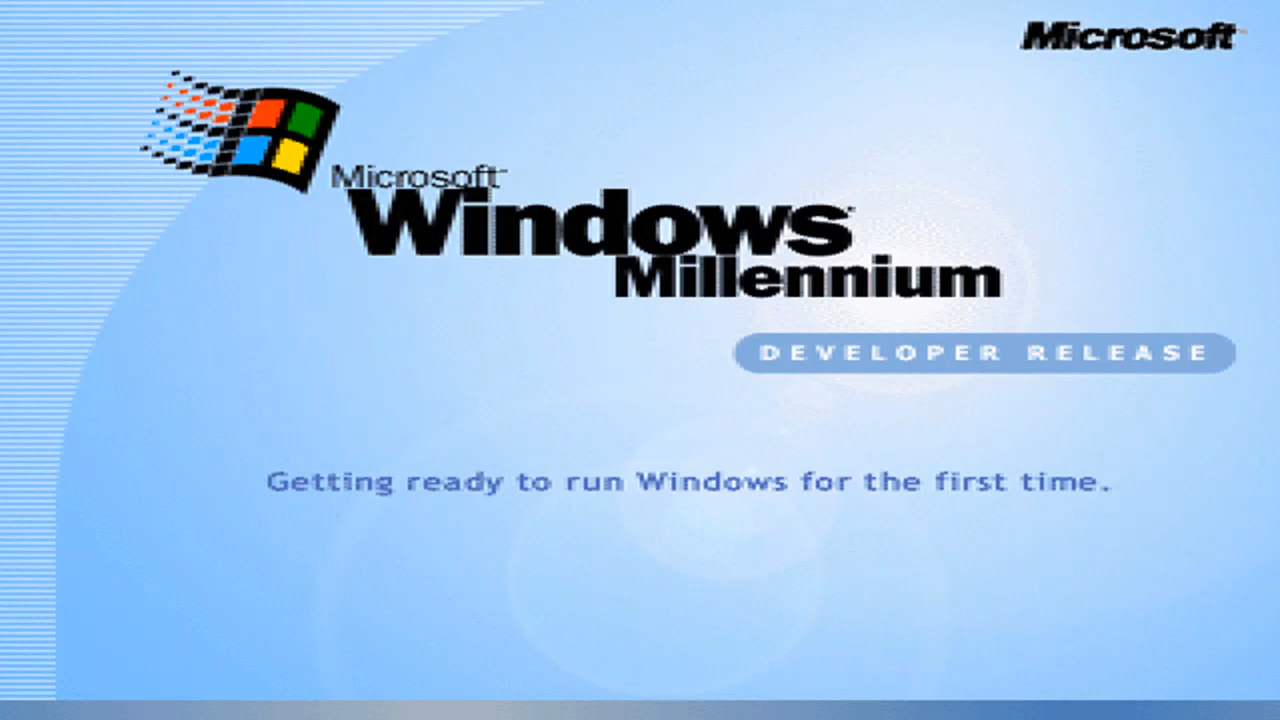 Microsoft
Microsoft
Windows
Millennium
DEVELOPER RELEASE
Getting ready to run Windows for the first time.